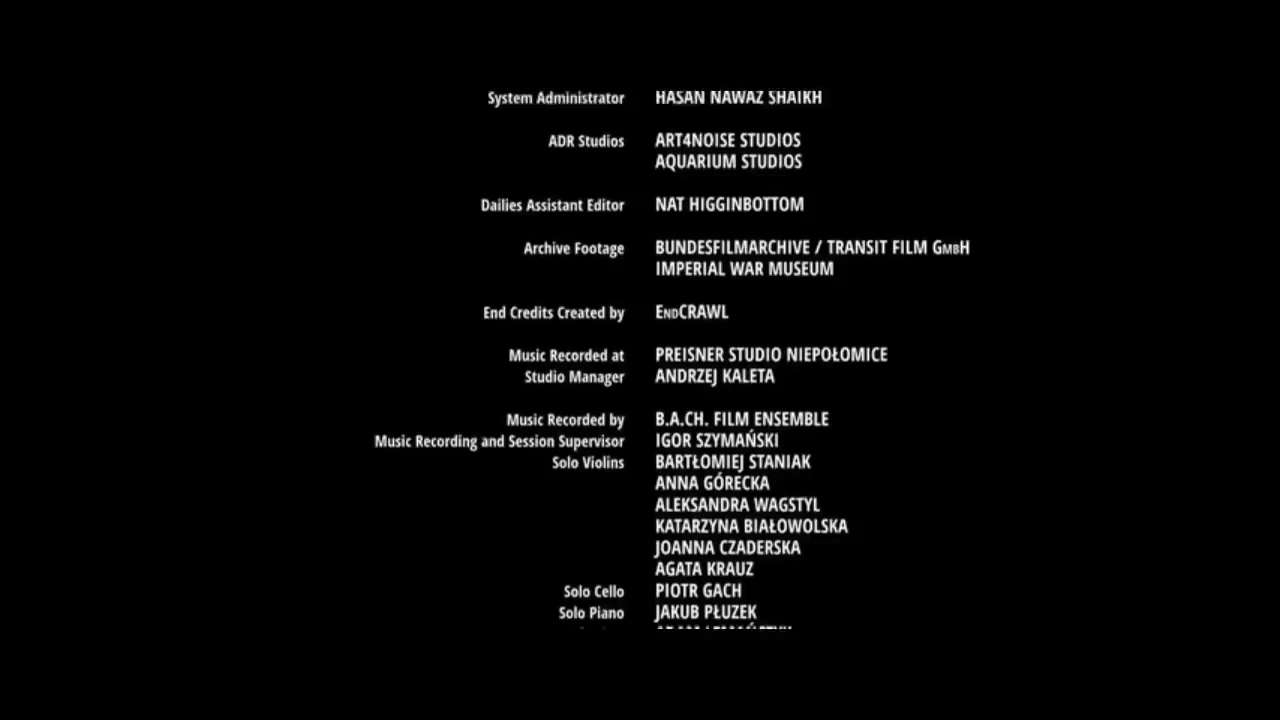 System Administrator HASAN NAWAZ SHAIKH
ADR Studios ART4NOISE STUDIOS
AQUARIUM STUDIOS
Dailies Assistant Editor NAT HIGGINBOTTOM
Archive Footage BUNDESFILMARCHIVE / TRANSIT FILM GMBH
IMPERIAL WAR MUSEUM
End Credits Created by ENDCRAWL
Music Recorded at PREISNER STUDIO NIEPOŁOMICE
Studio Manager ANDRZEJ KALETA
Music Recorded by B.A.CH. FILM ENSEMBLE
Music Recording and Session Supervisor IGOR SZYMAŃSKI
Solo Violins BARTŁOMIEJ STANIAK
ANNA GÓRECKA
ALEKSANDRA WAGSTYL
KATARZYNA BIAŁOWOLSKA
JOANNA CZADERSKA
AGATA KRAUZ
Solo Cello PIOTR GACH
Solo Piano JAKUB PŁUZEK